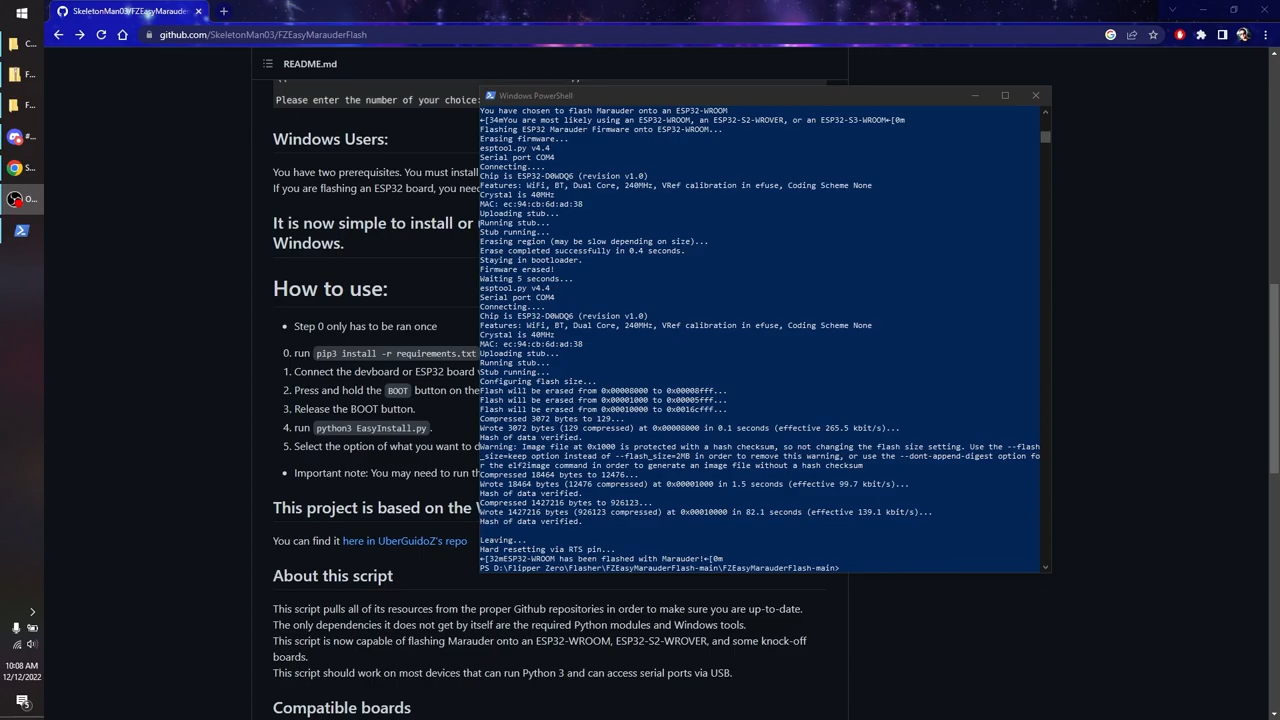 SkeletonMan03/FZEasyMarauder
github.com/SkeletonMan03/FZEasyMarauderFlash
README.md
Please enter the number of your choice:
Windows Users:
You have two prerequisites. You must install
If you are flashing an ESP32 board, you nee
It is now simple to install or
Windows.
How to use:
Step 0 only has to be ran once
0. run pip3 install -r requirements.txt
1. Connect the devboard or ESP32 board
2. Press and hold the BOOT button on the
3. Release the BOOT button.
4. run python3 EasyInstall.py.
5. Select the option of what you want to d
Important note: You may need to run th
This project is based on the
You can find it here in UberGuidoZ's repo
About this script
This script pulls all of its resources from the proper Github repositories in order to make sure you are up-to-date.
The only dependencies it does not get by itself are the required Python modules and Windows tools.
This script is now capable of flashing Marauder onto an ESP32-WROOM, ESP32-S2-WROVER, and some knock-off
boards.
This script should work on most devices that can run Python 3 and can access serial ports via USB.
Compatible boards
Windows PowerShell
You have chosen to flash Marauder onto an ESP32-WROOM
←[34mYou are most likely using an ESP32-WROOM, an ESP32-S2-WROVER, or an ESP32-S3-WROOM←[0m
Flashing ESP32 Marauder Firmware onto ESP32-WROOM...
Erasing firmware...
esptool.py v4.4
Serial port COM4
Connecting....
Chip is ESP32-D0WDQ6 (revision v1.0)
Features: WiFi, BT, Dual Core, 240MHz, VRef calibration in efuse, Coding Scheme None
Crystal is 40MHz
MAC: ec:94:cb:6d:ad:38
Uploading stub...
Running stub...
Stub running...
Erasing region (may be slow depending on size)...
Erase completed successfully in 0.4 seconds.
Staying in bootloader.
Firmware erased!
Waiting 5 seconds...
esptool.py v4.4
Serial port COM4
Connecting....
Chip is ESP32-D0WDQ6 (revision v1.0)
Features: WiFi, BT, Dual Core, 240MHz, VRef calibration in efuse, Coding Scheme None
Crystal is 40MHz
MAC: ec:94:cb:6d:ad:38
Uploading stub...
Running stub...
Stub running...
Configuring flash size...
Flash will be erased from 0x00008000 to 0x00008fff...
Flash will be erased from 0x00001000 to 0x00005fff...
Flash will be erased from 0x00010000 to 0x0016cfff...
Compressed 3072 bytes to 129...
Wrote 3072 bytes (129 compressed) at 0x00008000 in 0.1 seconds (effective 265.5 kbit/s)...
Hash of data verified.
Warning: Image file at 0x1000 is protected with a hash checksum, so not changing the flash size setting. Use the --flash
_size=keep option instead of --flash_size=2MB in order to remove this warning, or use the --dont-append-digest option fo
r the elf2image command in order to generate an image file without a hash checksum
Compressed 18464 bytes to 12476...
Wrote 18464 bytes (12476 compressed) at 0x00001000 in 1.5 seconds (effective 99.7 kbit/s)...
Hash of data verified.
Compressed 1427216 bytes to 926123...
Wrote 1427216 bytes (926123 compressed) at 0x00010000 in 82.1 seconds (effective 139.1 kbit/s)...
Hash of data verified.
Leaving...
Hard resetting via RTS pin...
←[32mESP32-WROOM has been flashed with Marauder!←[0m
PS D:\Flipper Zero\Flasher\FZEasyMarauderFlash-main\FZEasyMarauderFlash-main>
C...
F...
F...
#...
S...
O...
10:08 AM
12/12/2022